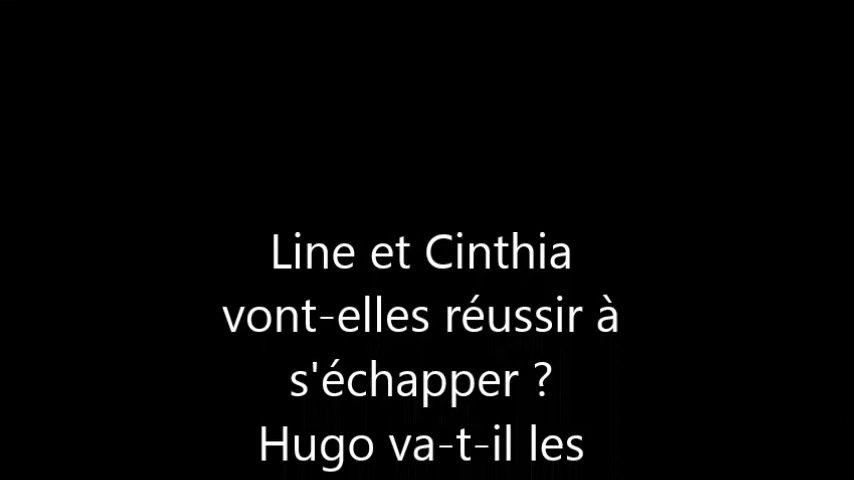 Line et Cinthia
vont-elles réussir à
s'échapper ?
Hugo va-t-il les